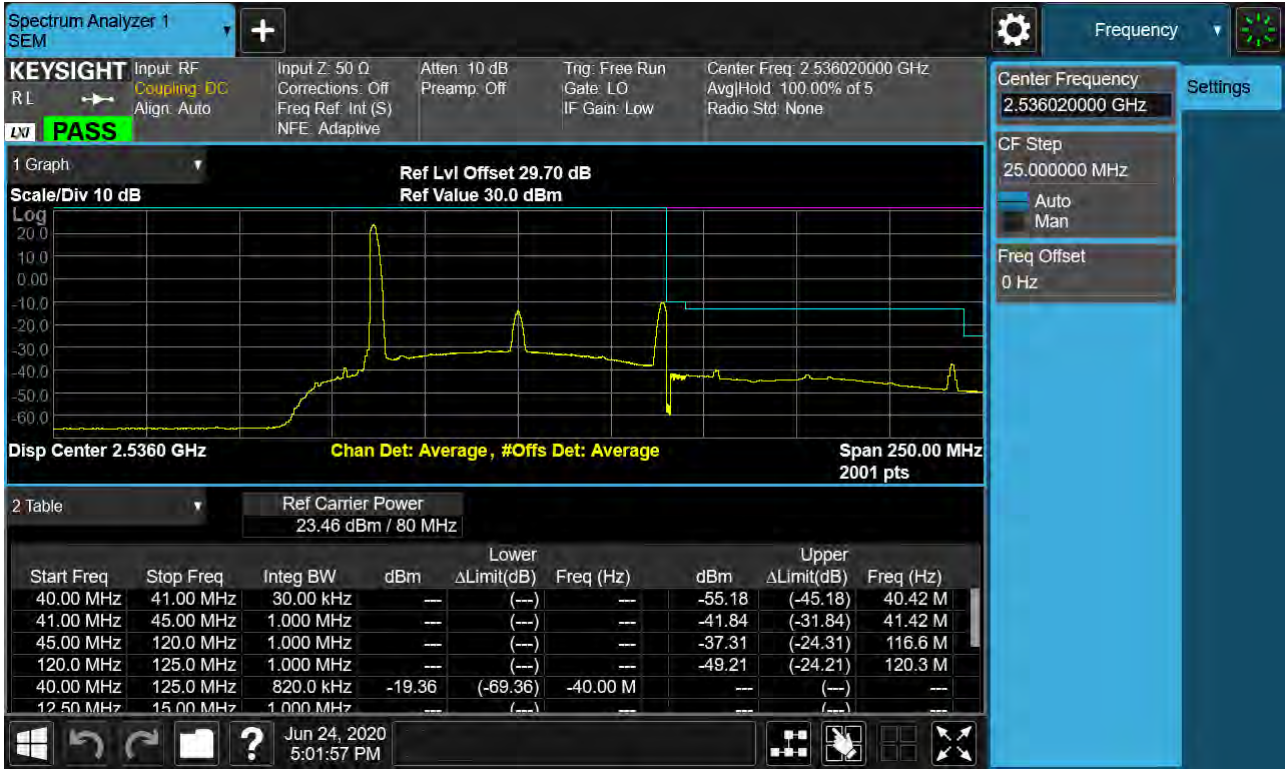 Spectrum Analyzer 1
SEM
Frequency
KEYSIGHT
Input: RF
Coupling: DC
Align: Auto
RL
LXI
PASS
Input Z: 50 Ω
Corrections: Off
Freq Ref: Int (S)
NFE: Adaptive
Atten: 10 dB
Preamp: Off
Trig: Free Run
Gate: LO
IF Gain: Low
Center Freq: 2.536020000 GHz
Avg|Hold: 100.00% of 5
Radio Std: None
Center Frequency
2.536020000 GHz
Settings
CF Step
25.000000 MHz
Auto
Man
Freq Offset
0 Hz
1 Graph
Ref Lvl Offset 29.70 dB
Scale/Div 10 dB
Ref Value 30.0 dBm
Log
20.0
10.0
0.00
-10.0
-20.0
-30.0
-40.0
-50.0
-60.0
Disp Center 2.5360 GHz
Chan Det: Average, #Offs Det: Average
Span 250.00 MHz
2001 pts
2 Table
Ref Carrier Power
23.46 dBm / 80 MHz
Lower Upper
Start Freq Stop Freq Integ BW dBm ∆Limit(dB) Freq (Hz) dBm ∆Limit(dB) Freq (Hz)
40.00 MHz 41.00 MHz 30.00 kHz --- (---) --- -55.18 (-45.18) 40.42 M
41.00 MHz 45.00 MHz 1.000 MHz --- (---) --- -41.84 (-31.84) 41.42 M
45.00 MHz 120.0 MHz 1.000 MHz --- (---) --- -37.31 (-24.31) 116.6 M
120.0 MHz 125.0 MHz 1.000 MHz --- (---) --- -49.21 (-24.21) 120.3 M
40.00 MHz 125.0 MHz 820.0 kHz -19.36 (-69.36) -40.00 M --- (---) ---
12.50 MHz 15.00 MHz 1.000 MHz --- (---) --- --- (---) ---
?
Jun 24, 2020
5:01:57 PM